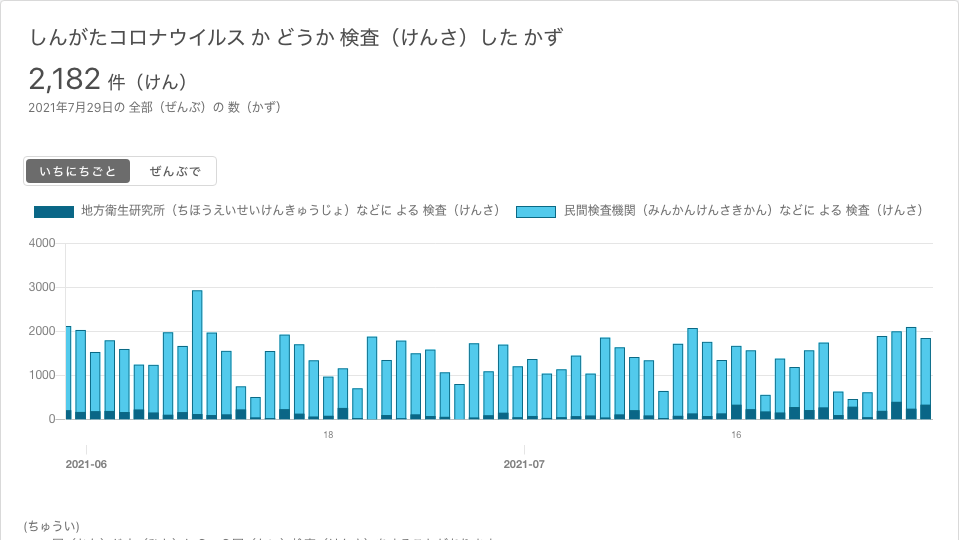 しんがたコロナウイルス か どうか 検査（けんさ）した かず
2,182 件（けん）
2021年7月29日の 全部（ぜんぶ）の 数（かず）
いちにちごと ぜんぶで
地方衛生研究所（ちほうえいせいけんきゅうじょ）などに よる 検査（けんさ） 民間検査機関（みんかんけんさきかん）などに よる 検査（けんさ）
4000
3000
2000
1000
0
18 16
2021-06 2021-07
(ちゅうい)